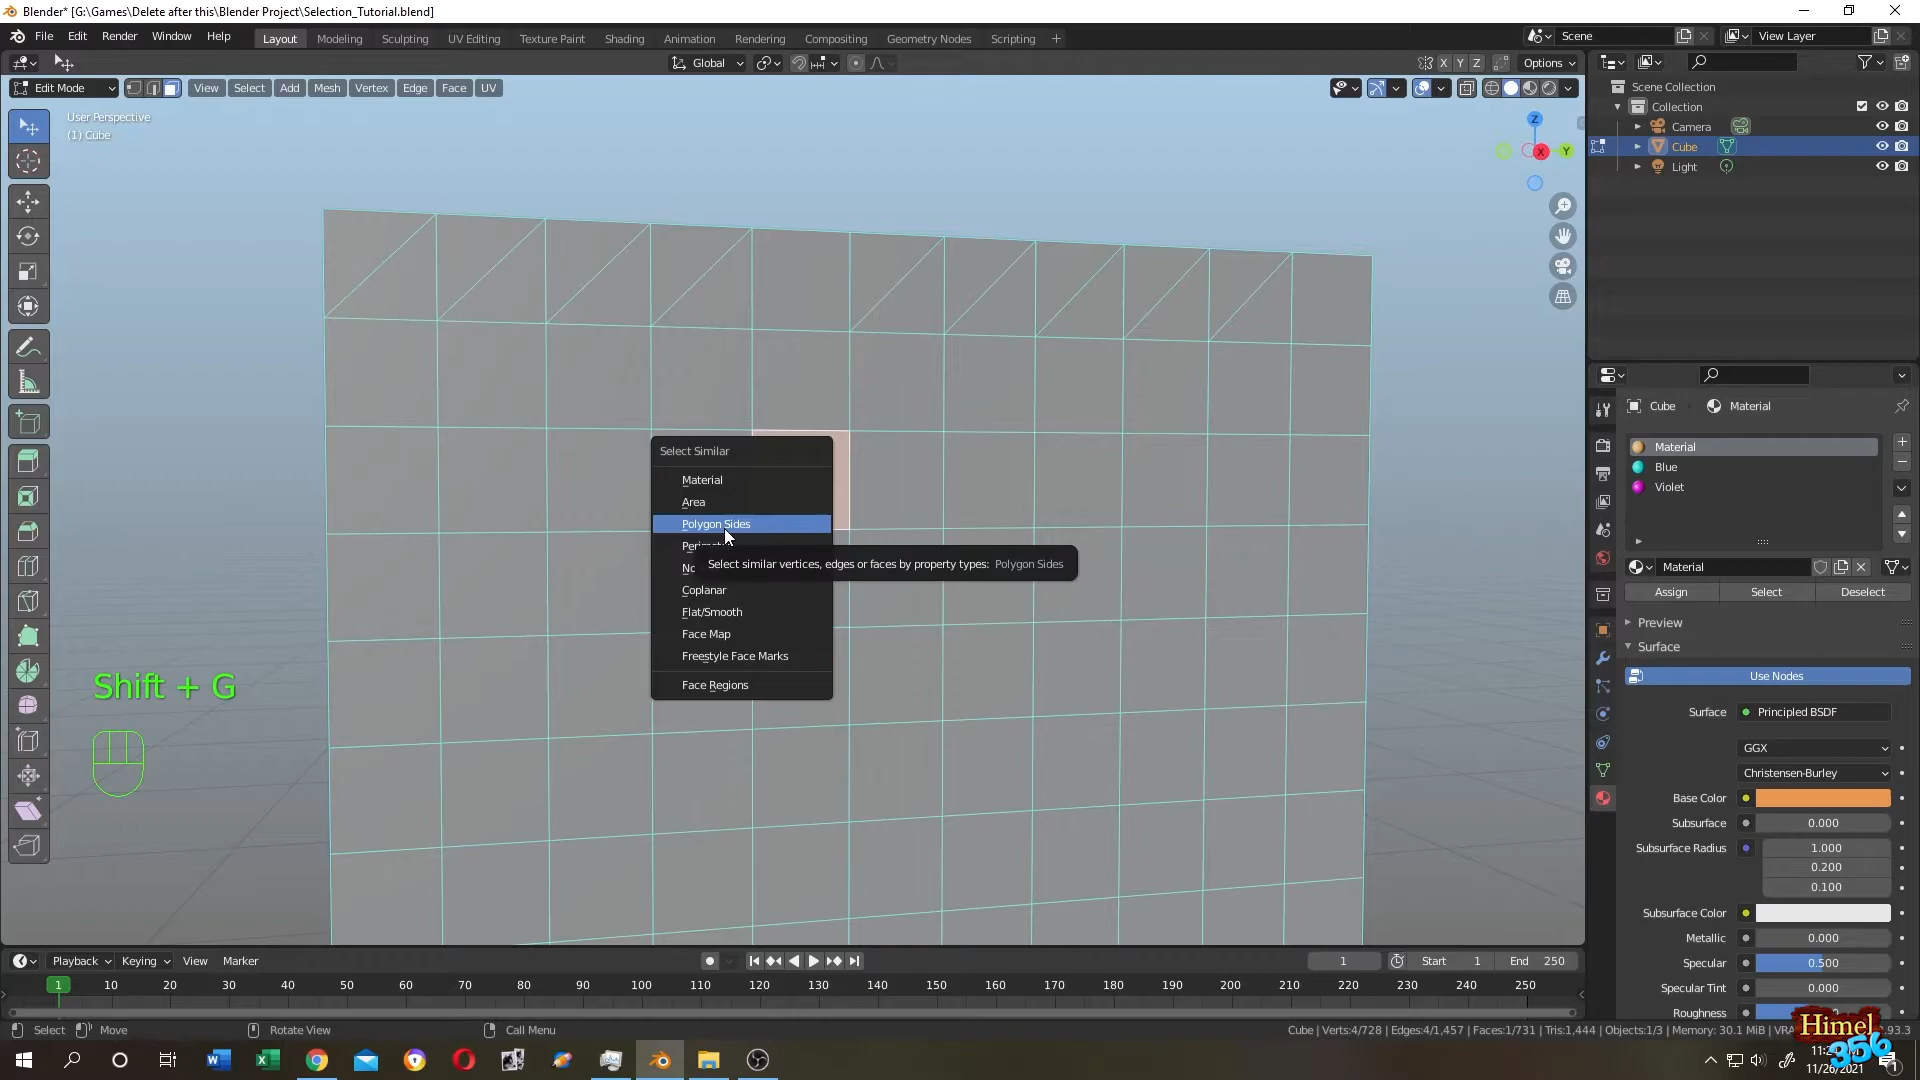 Blender* [G:\Games\Delete after this\Blender Project\Selection_Tutorial.blend]
File Edit Render Window Help Layout Modeling Sculpting UV Editing Texture Paint Shading Animation Rendering Compositing Geometry Nodes Scripting + Scene View Layer
Global X Y Z Options
Edit Mode View Select Add Mesh Vertex Edge Face UV
User Perspective
(1) Cube
Z
X
Y
Scene Collection
Collection
Camera
Cube
Light
Select Similar
Material
Area
Polygon Sides
Select similar vertices, edges or faces by property types: Polygon Sides
Coplanar
Flat/Smooth
Face Map
Freestyle Face Marks
Face Regions
Shift + G
Cube Material
Material
Blue
Violet
Material
Assign Select Deselect
Preview
Surface
Use Nodes
Surface Principled BSDF
GGX
Christensen-Burley
Base Color
Subsurface 0.000
Subsurface Radius 1.000
0.200
0.100
Subsurface Color
Metallic 0.000
Specular 0.500
Specular Tint 0.000
Roughness
Playback Keying View Marker 1 Start 1 End 250
1 10 20 30 40 50 60 70 80 90 100 110 120 130 140 150 160 170 180 190 200 210 220 230 240 250
Select Move Rotate View Call Menu Cube | Verts:4/728 | Edges:4/1,457 | Faces:1/731 | Tris:1,444 | Objects:1/3 | Memory: 30.1 MiB
Himel
356
11/26/2021